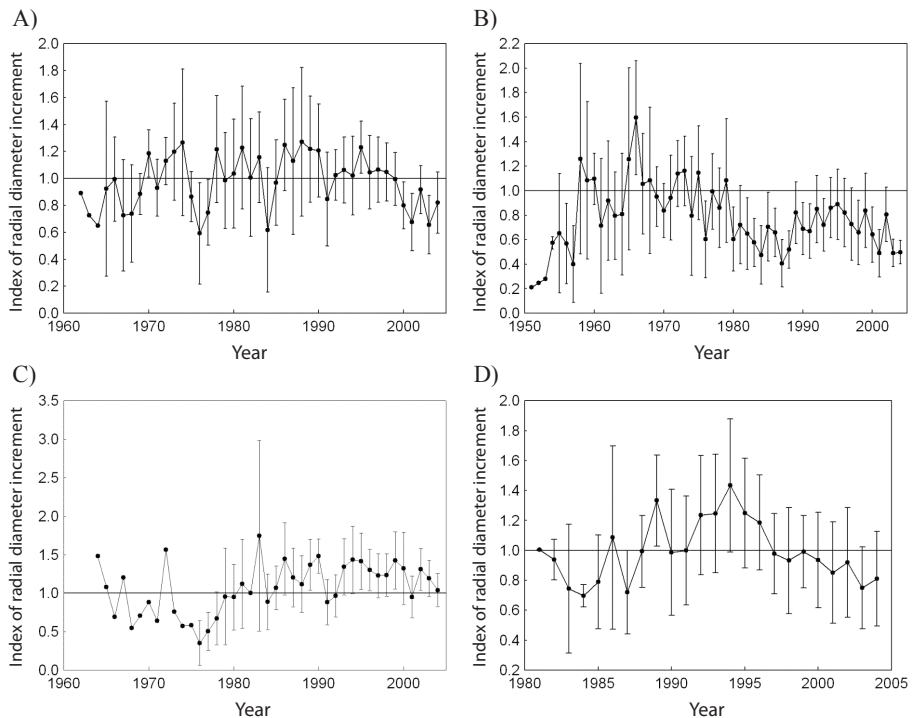 A)
Index of radial diameter increment
2.0
1.8
1.6
1.4
1.2
1.0
0.8
0.6
0.4
0.2
0.0
1960 1970 1980 1990 2000
Year
B)
Index of radial diameter increment
2.2
2.0
1.8
1.6
1.4
1.2
1.0
0.8
0.6
0.4
0.2
0.0
1950 1960 1970 1980 1990 2000
Year
C)
Index of radial diameter increment
3.5
3.0
2.5
2.0
1.5
1.0
0.5
0.0
1960 1970 1980 1990 2000
Year
D)
Index of radial diameter increment
2.0
1.8
1.6
1.4
1.2
1.0
0.8
0.6
0.4
0.2
1980 1985 1990 1995 2000 2005
Year